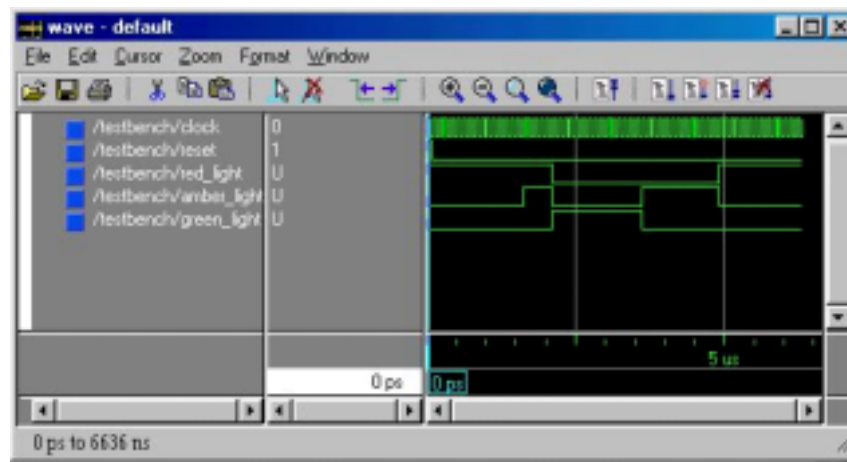 wave - default
File Edit Cursor Zoom Format Window
/testbench/clock 0
/testbench/reset 1
/testbench/red_light U
/testbench/amber_light U
/testbench/green_light U
5 us
0 ps
0 ps
0 ps to 6636 ns